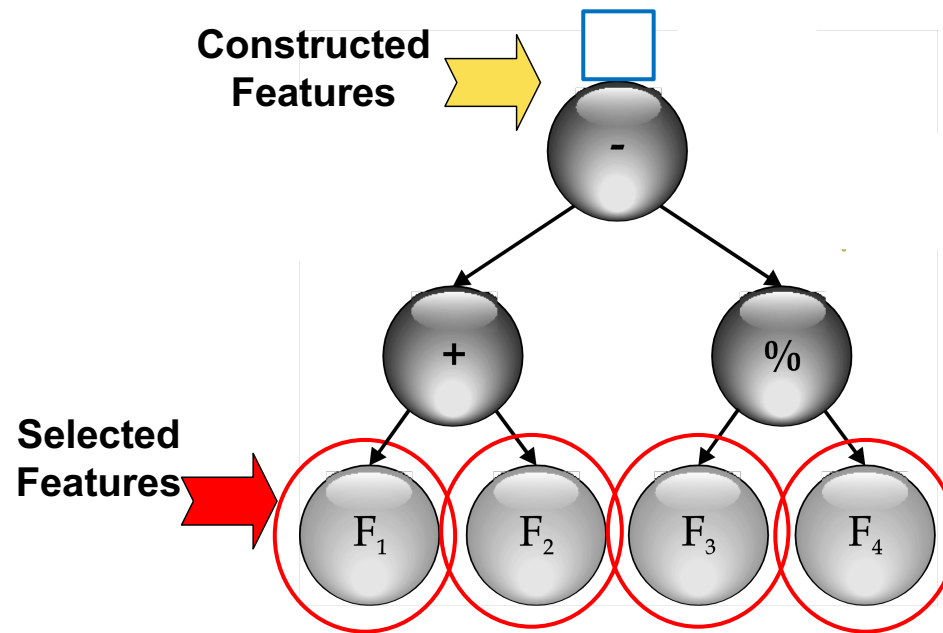 Constructed
Features
-
+
%
Selected
Features
F₁
F₂
F₃
F₄